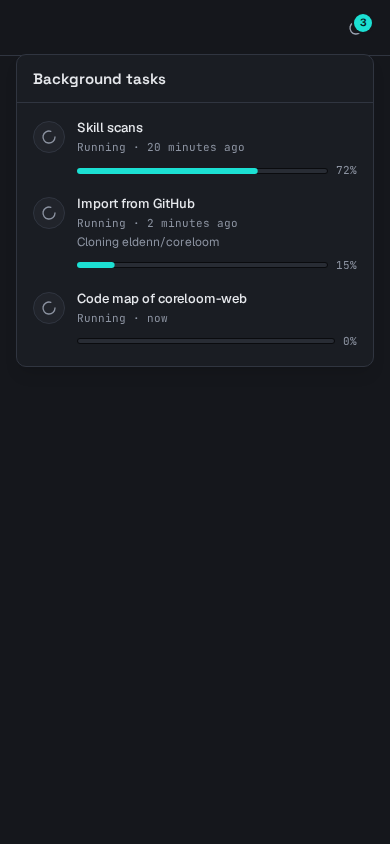 3
Background tasks
Skill scans
Running · 20 minutes ago
72%
Import from GitHub
Running · 2 minutes ago
Cloning eldenn/coreloom
15%
Code map of coreloom-web
Running · now
0%